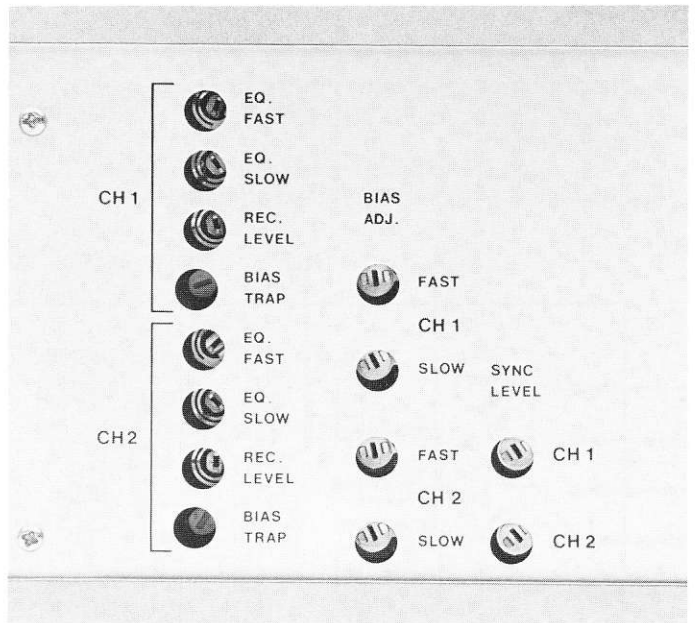 CH 1
EQ.
FAST
EQ.
SLOW
REC.
LEVEL
BIAS
TRAP
CH 2
EQ.
FAST
EQ.
SLOW
REC.
LEVEL
BIAS
TRAP
BIAS
ADJ.
FAST
CH 1
SLOW
FAST
CH 2
SLOW
SYNC
LEVEL
CH 1
CH 2